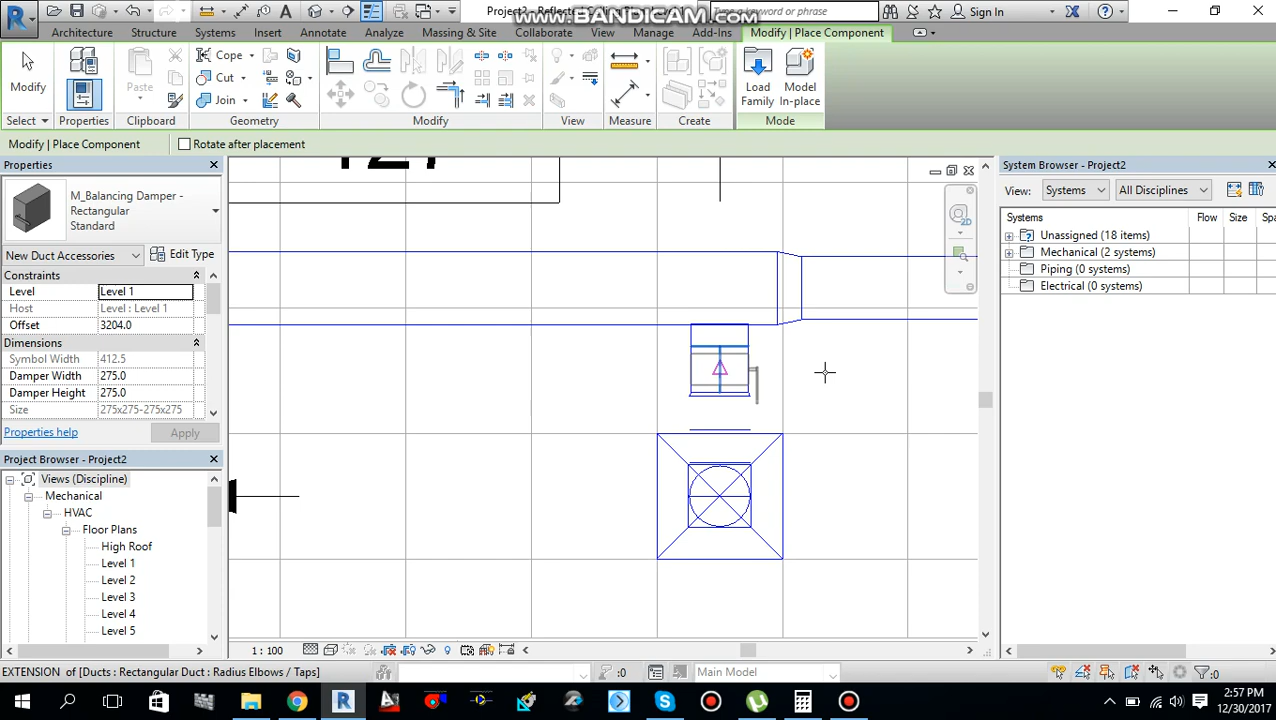 Project2 - Reflected
www.BANDICAM.com
Type a keyword or phrase
Sign In
Architecture Structure Systems Insert Annotate Analyze Massing & Site Collaborate View Manage Add-Ins Modify | Place Component
Modify
Paste
Cope
Cut
Join
Load Family
Model In-place
Select Properties Clipboard Geometry Modify View Measure Create Mode
Modify | Place Component Rotate after placement
Properties
M_Balancing Damper - Rectangular
Standard
New Duct Accessories Edit Type
Constraints
Level Level 1
Host Level : Level 1
Offset 3204.0
Dimensions
Symbol Width 412.5
Damper Width 275.0
Damper Height 275.0
Size 275x275-275x275
Properties help Apply
Project Browser - Project2
Views (Discipline)
Mechanical
HVAC
Floor Plans
High Roof
Level 1
Level 2
Level 3
Level 4
Level 5
2D
1 : 100
System Browser - Project2
View: Systems All Disciplines
Systems Flow Size Spa
Unassigned (18 items)
Mechanical (2 systems)
Piping (0 systems)
Electrical (0 systems)
EXTENSION of [Ducts : Rectangular Duct : Radius Elbows / Taps]
:0
Main Model
:0
2:57 PM
12/30/2017